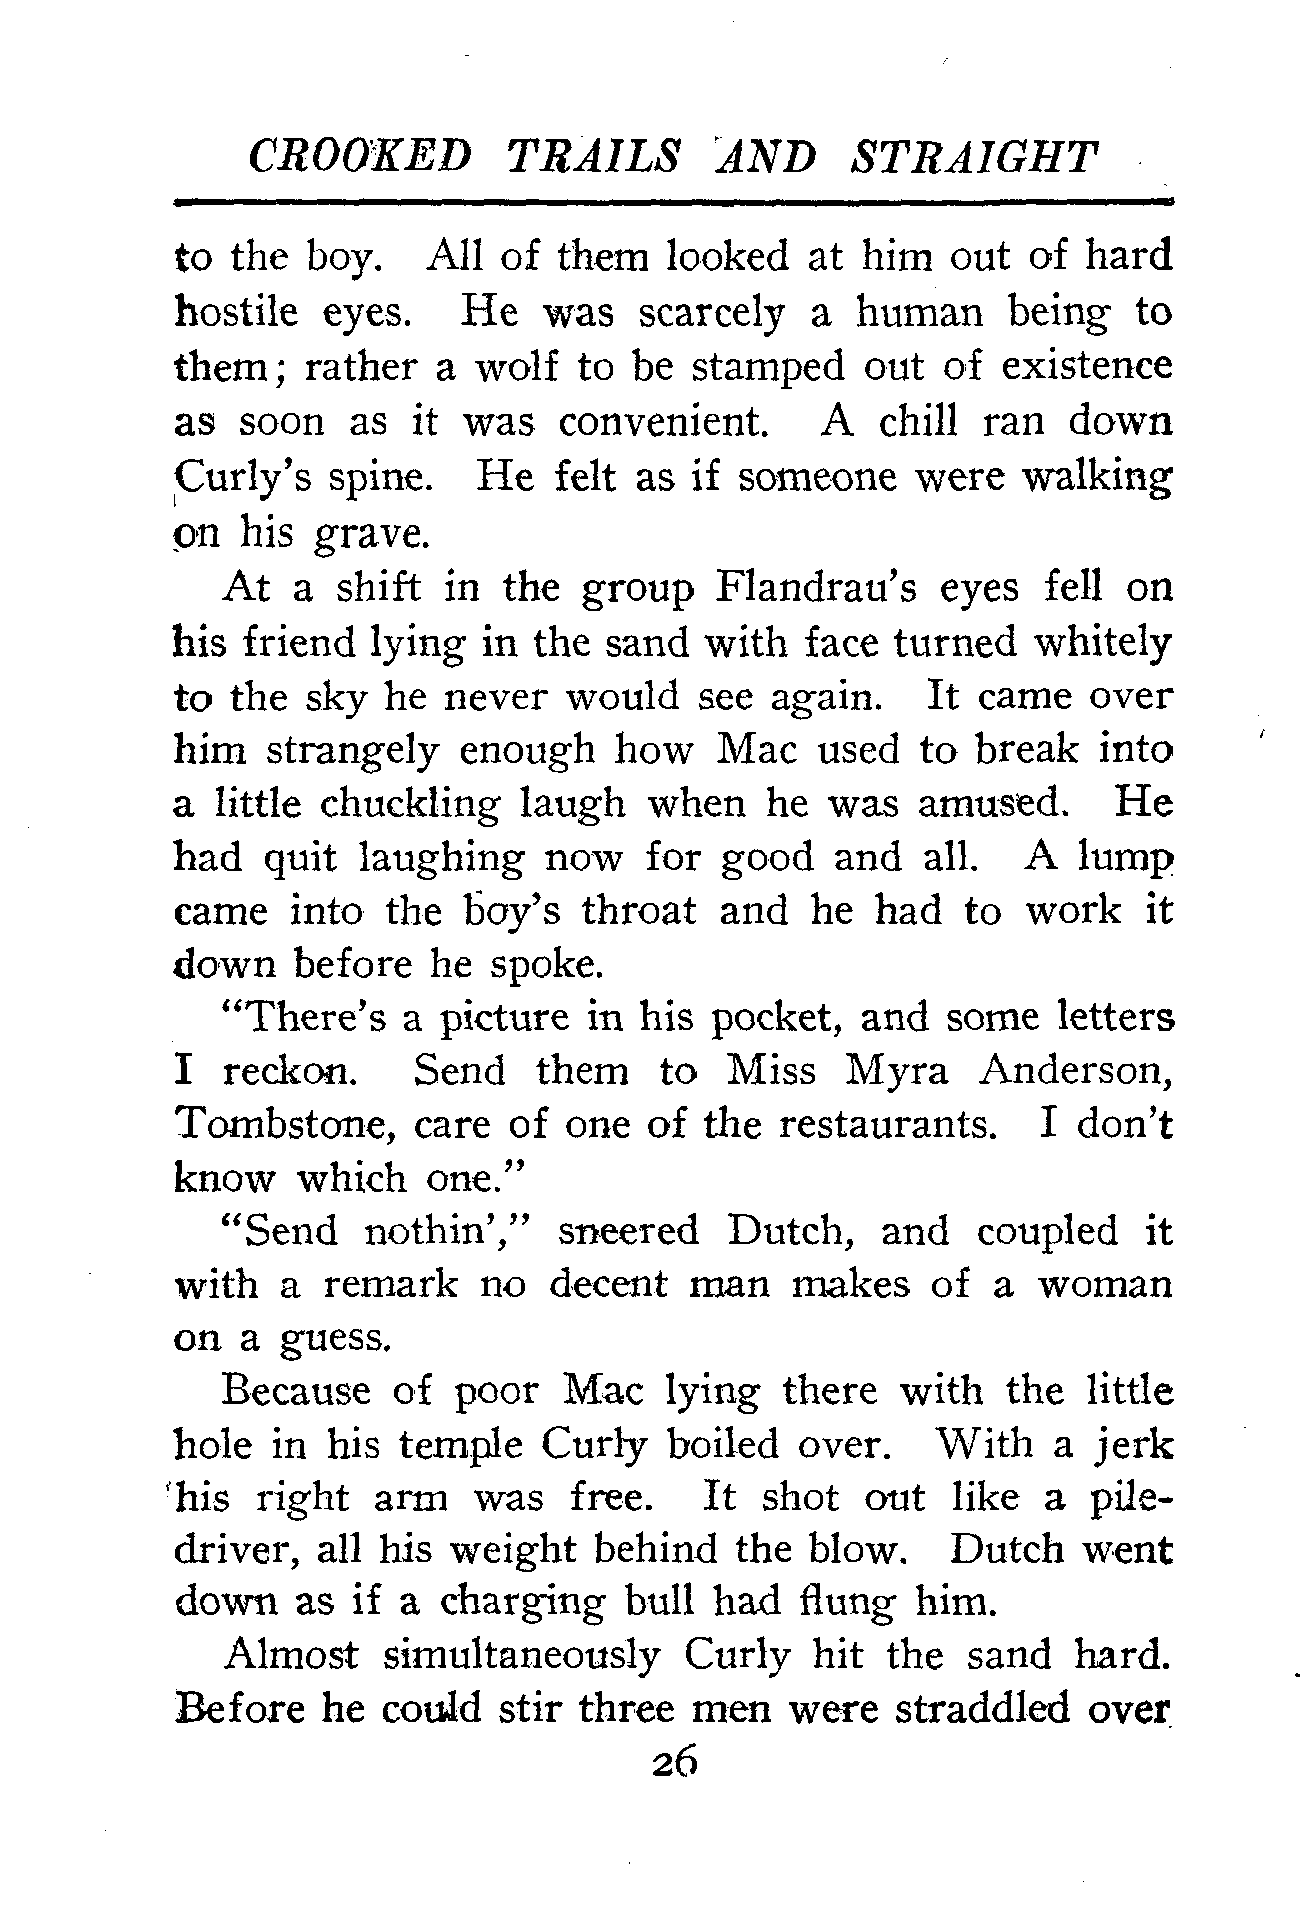 CROOKED TRAILS AND STRAIGHT
to the boy. All of them looked at him out of hard
hostile eyes. He was scarcely a human being to
them; rather a wolf to be stamped out of existence
as soon as it was convenient. A chill ran down
Curly's spine. He felt as if someone were walking
on his grave.
At a shift in the group Flandrau's eyes fell on
his friend lying in the sand with face turned whitely
to the sky he never would see again. It came over
him strangely enough how Mac used to break into
a little chuckling laugh when he was amused. He
had quit laughing now for good and all. A lump
came into the boy's throat and he had to work it
down before he spoke.
"There's a picture in his pocket, and some letters
I reckon. Send them to Miss Myra Anderson,
Tombstone, care of one of the restaurants. I don't
know which one."
"Send nothin'," sneered Dutch, and coupled it
with a remark no decent man makes of a woman
on a guess.
Because of poor Mac lying there with the little
hole in his temple Curly boiled over. With a jerk
his right arm was free. It shot out like a pile-
driver, all his weight behind the blow. Dutch went
down as if a charging bull had flung him.
Almost simultaneously Curly hit the sand hard.
Before he could stir three men were straddled over
26